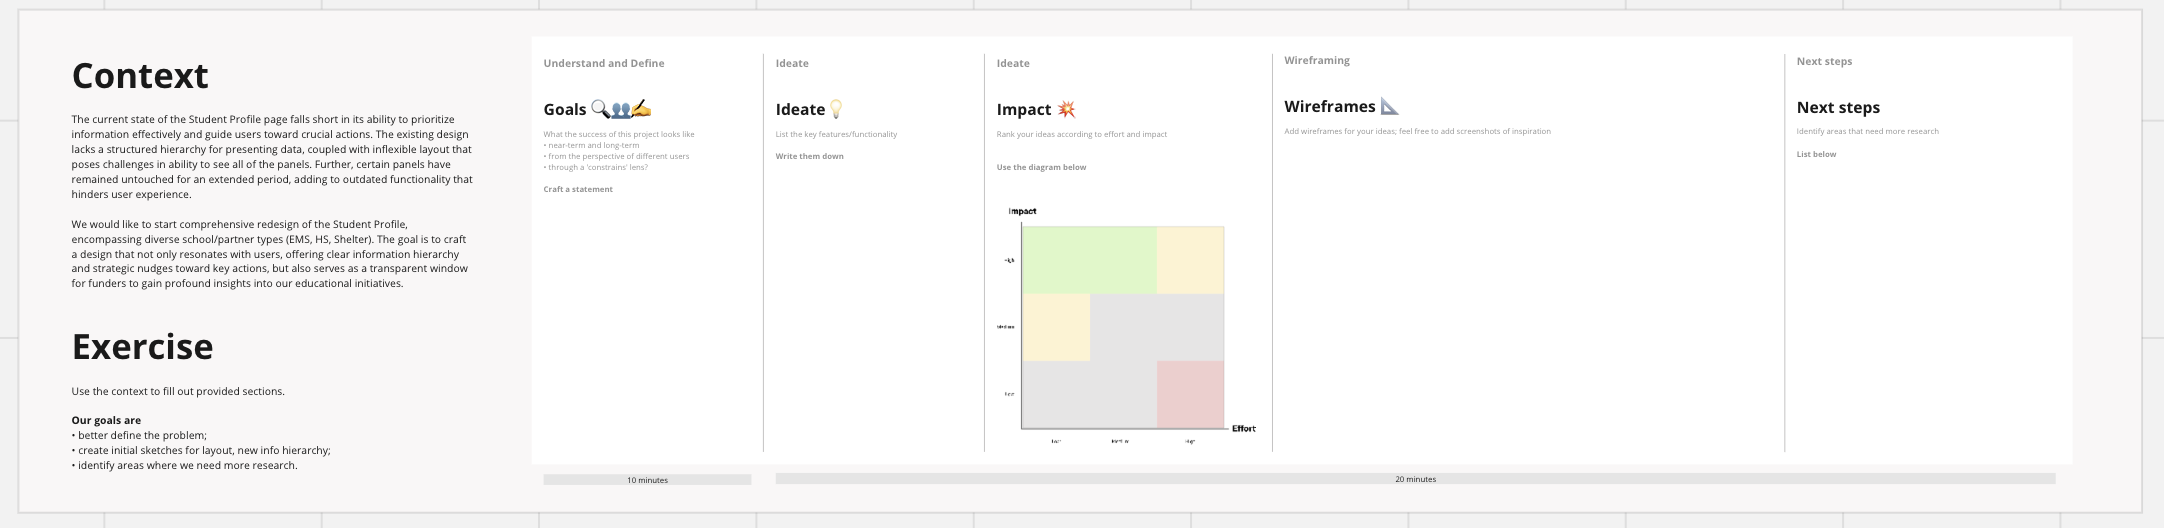 Context
The current state of the Student Profile page falls short in its ability to prioritize
information effectively and guide users toward crucial actions. The existing design
lacks a structured hierarchy for presenting data, coupled with inflexible layout that
poses challenges in ability to see all of the panels. Further, certain panels have
remained untouched for an extended period, adding to outdated functionality that
hinders user experience.
We would like to start comprehensive redesign of the Student Profile,
encompassing diverse school/partner types (EMS, HS, Shelter). The goal is to craft
a design that not only resonates with users, offering clear information hierarchy
and strategic nudges toward key actions, but also serves as a transparent window
for funders to gain profound insights into our educational initiatives.
Exercise
Use the context to fill out provided sections.
Our goals are
• better define the problem;
• create initial sketches for layout, new info hierarchy;
• identify areas where we need more research.
Understand and Define
Goals 🔍👥✍️
What the success of this project looks like
• near-term and long-term
• from the perspective of different users
• through a 'constrains' lens?
Craft a statement
10 minutes
Ideate
Ideate 💡
List the key features/functionality
Write them down
Ideate
Impact 💥
Rank your ideas according to effort and impact
Use the diagram below
Impact
High
Medium
Low
Low
Medium
High
Effort
Wireframing
Wireframes 📐
Add wireframes for your ideas; feel free to add screenshots of inspiration
Next steps
Next steps
Identify areas that need more research
List below
20 minutes